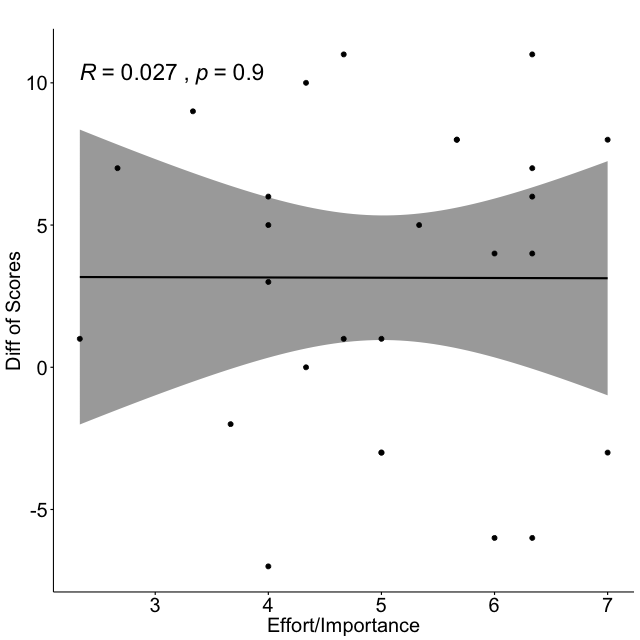 R = 0.027 , p = 0.9
10
5
0
-5
Diff of Scores
3 4 5 6 7
Effort/Importance